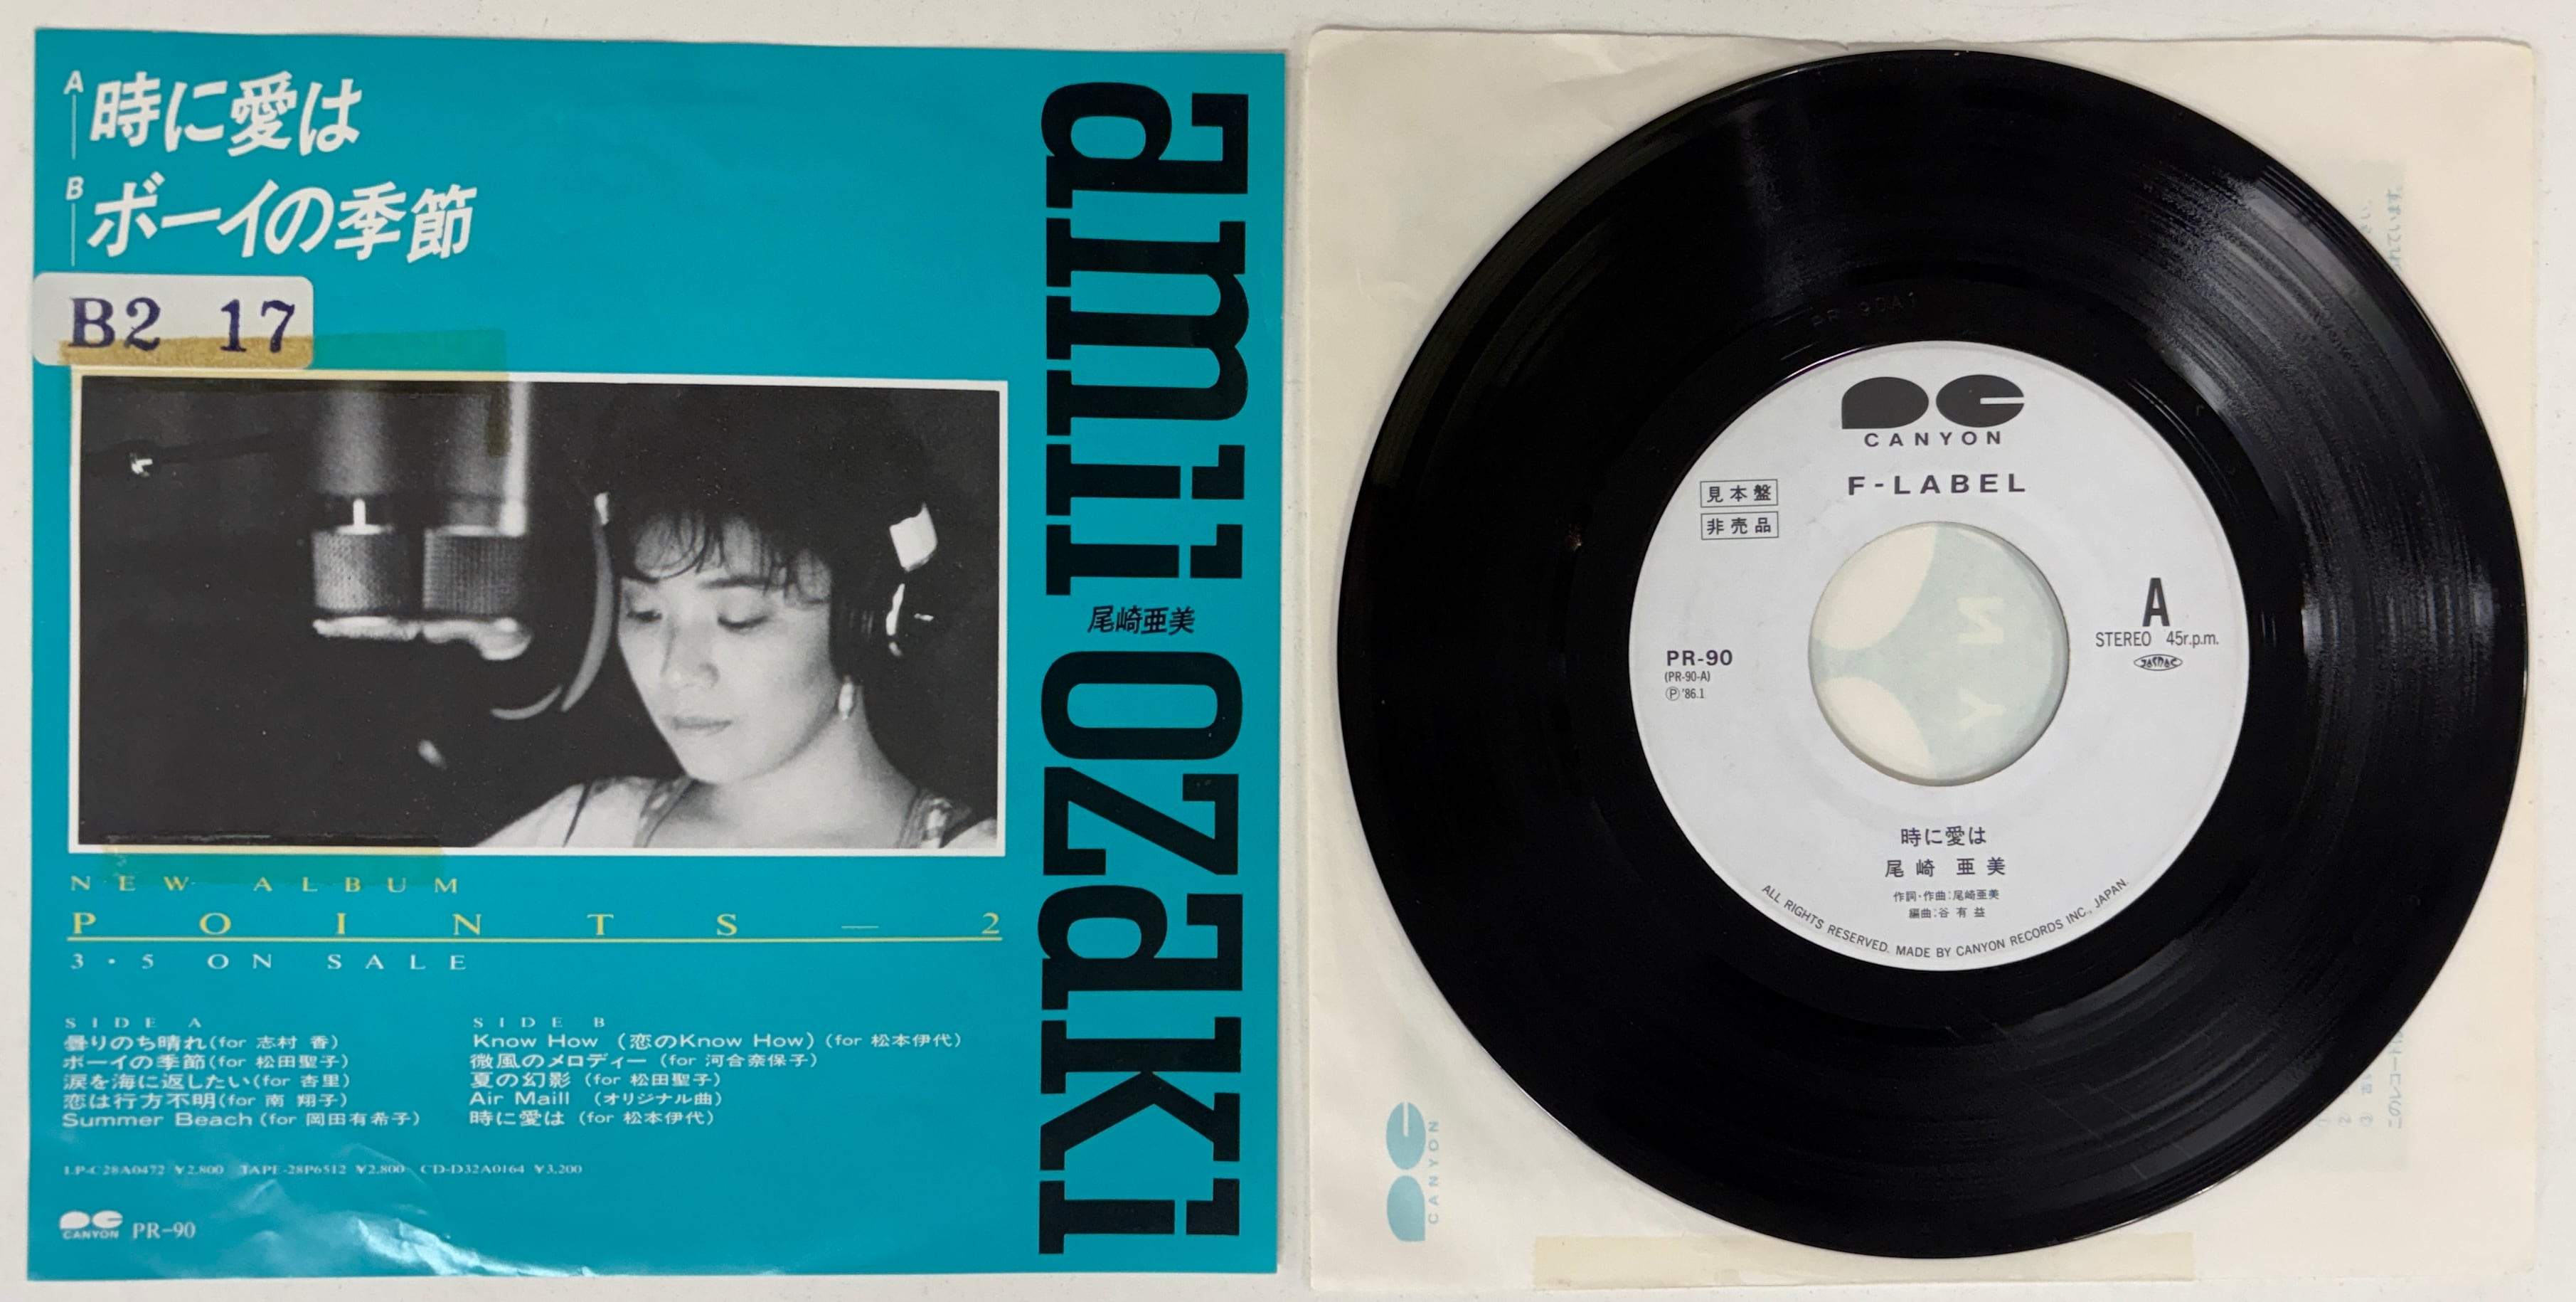 A 時に愛は
B ボーイの季節
B2 17
amii
尾崎亜美
ozaki
NEW ALBUM
POINTS—2
3・5 ON SALE
SIDE A
曇りのち晴れ(for 志村 香)
ボーイの季節(for 松田聖子)
涙を海に返したい(for 杏里)
恋は行方不明(for 南 翔子)
Summer Beach (for 岡田有希子)
SIDE B
Know How (恋のKnow How) (for 松本伊代)
微風のメロディー (for 河合奈保子)
夏の幻影 (for 松田聖子)
Air Maill (オリジナル曲)
時に愛は (for 松本伊代)
LP-C28A0472 ¥2,800 TAPE-28P6512 ¥2,800 CD-D32A0164 ¥3,200
CANYON PR-90
PR-90A1
CANYON
F-LABEL
見本盤
非売品
A
STEREO 45r.p.m.
JASRAC
PR-90
(PR-90-A)
Ⓟ'86.1
時に愛は
尾崎 亜美
作詞・作曲:尾崎亜美
編曲:谷 有 益
ALL RIGHTS RESERVED. MADE BY CANYON RECORDS INC., JAPAN.
CANYON